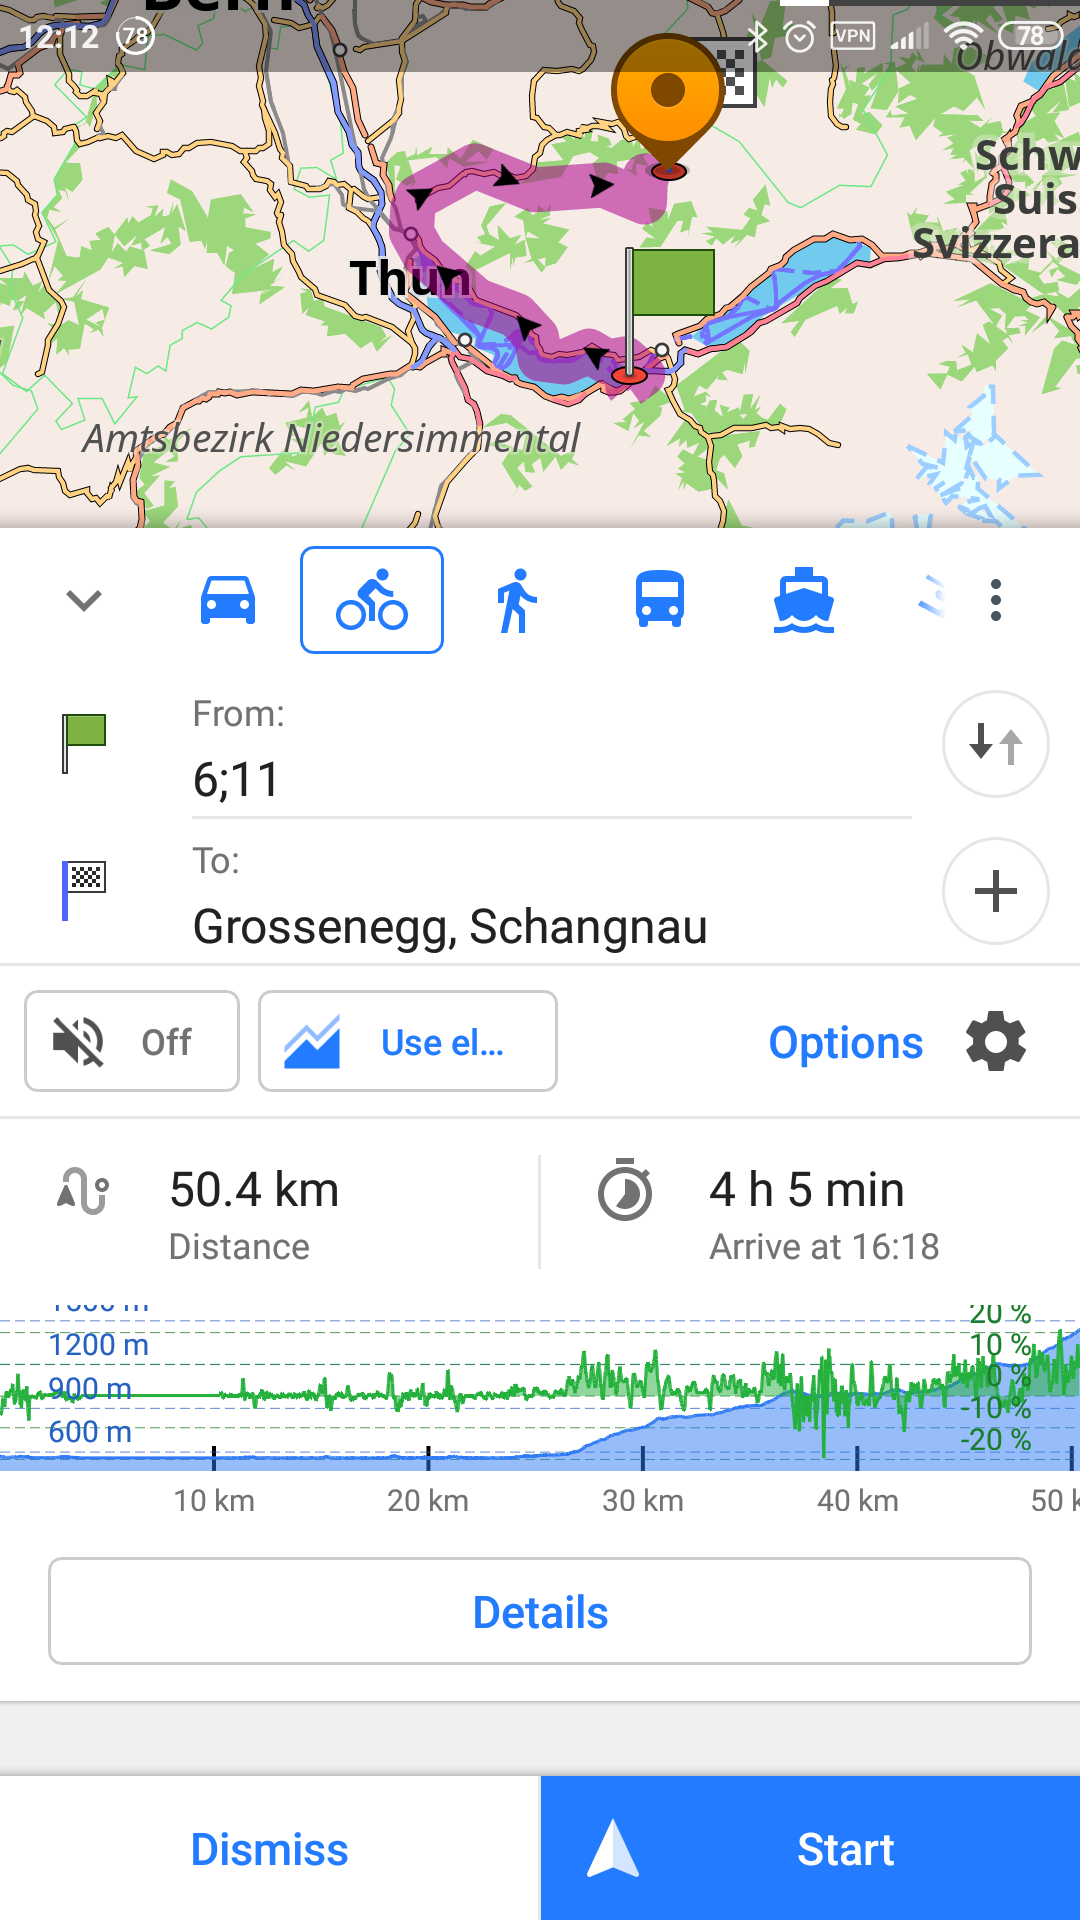 Bern
12:12 78
VPN 78
Obwald
Schw
Suis
Svizzera
Thun
Amtsbezirk Niedersimmental
From:
6;11
To:
Grossenegg, Schangnau
Off
Use el...
Options
50.4 km
Distance
4 h 5 min
Arrive at 16:18
20 %
1200 m
10 %
900 m
0 %
-10 %
600 m
-20 %
10 km
20 km
30 km
40 km
50 k
Details
Dismiss
Start